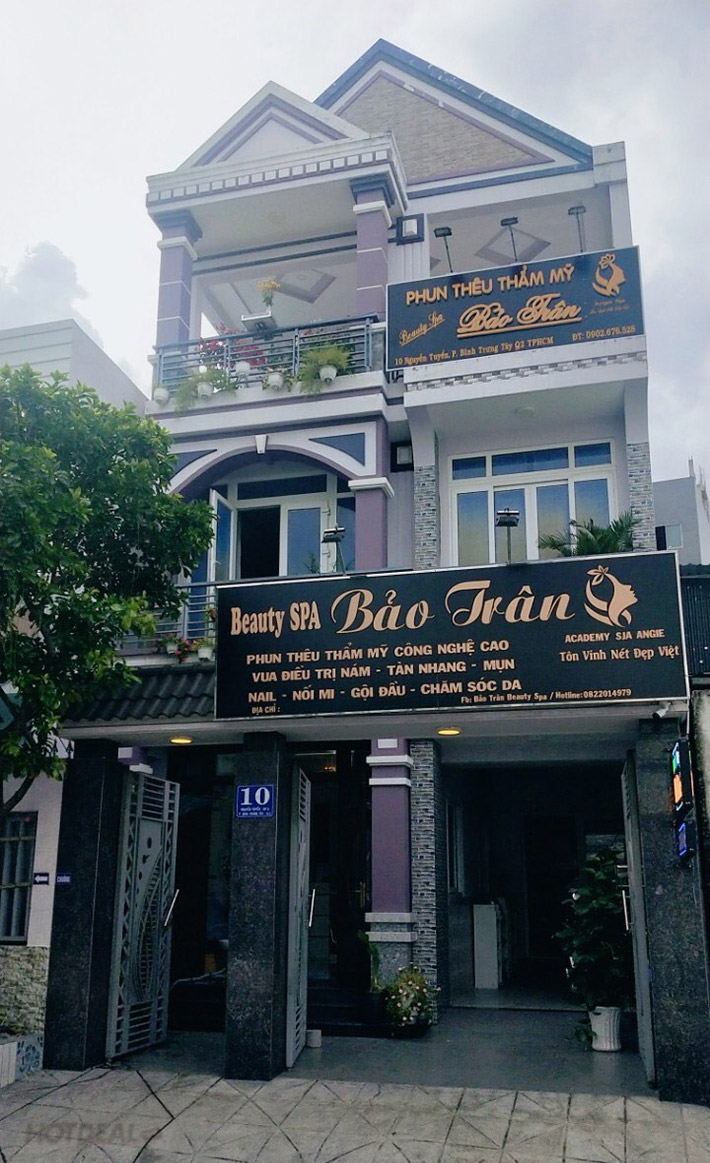 PHUN THÊU THẨM MỸ
Beauty Spa
Bảo Trân
10 Nguyễn Tuyển, P. Bình Trưng Tây Q2 TPHCM
ĐT: 0902.676.528
Beauty SPA Bảo Trân
PHUN THÊU THẨM MỸ CÔNG NGHỆ CAO
VUA ĐIỀU TRỊ NÁM - TÀN NHANG - MỤN
NAIL - NỐI MI - GỘI ĐẦU - CHĂM SÓC DA
ĐỊA CHỈ :
ACADEMY SJA ANGIE
Tôn Vinh Nét Đẹp Việt
Fb: Bảo Trân Beauty Spa / Hotline: 0822014979
10
CHUÔNG
HOTDEAL